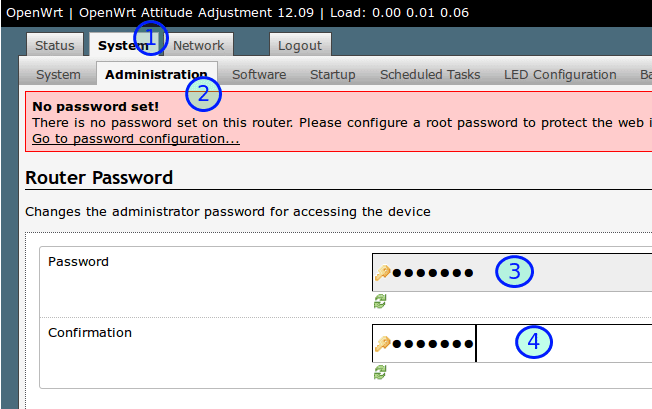 OpenWrt | OpenWrt Attitude Adjustment 12.09 | Load: 0.00 0.01 0.06
Status System Network Logout
1
System Administration Software Startup Scheduled Tasks LED Configuration Ba
2
No password set!
There is no password set on this router. Please configure a root password to protect the web i
Go to password configuration...
Router Password
Changes the administrator password for accessing the device
Password ●●●●●●● 3
Confirmation ●●●●●●● 4